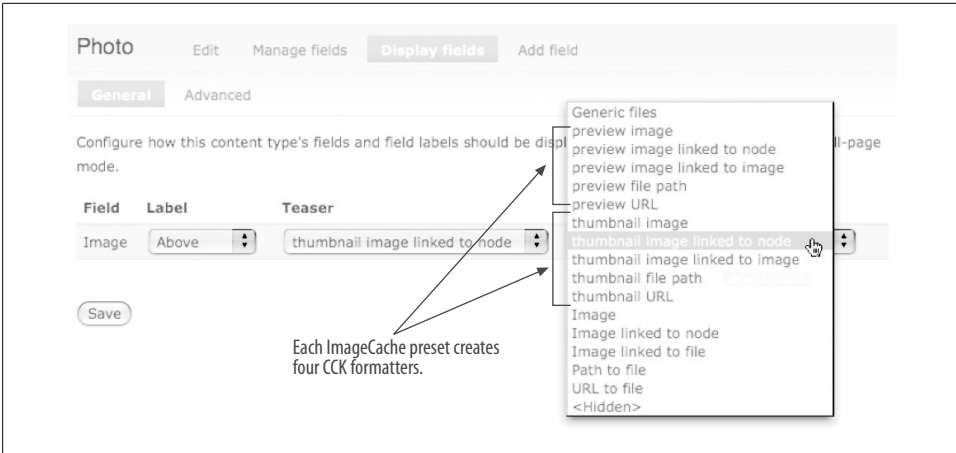 Photo Edit Manage fields Display fields Add field
General Advanced
Configure how this content type's fields and field labels should be displ ll-page
mode.
Field Label Teaser
Image Above thumbnail image linked to node
Save
Generic files
preview image
preview image linked to node
preview image linked to image
preview file path
preview URL
thumbnail image
thumbnail image linked to node
thumbnail image linked to image
thumbnail file path
thumbnail URL
Image
Image linked to node
Image linked to file
Path to file
URL to file
<Hidden>
Each ImageCache preset creates
four CCK formatters.